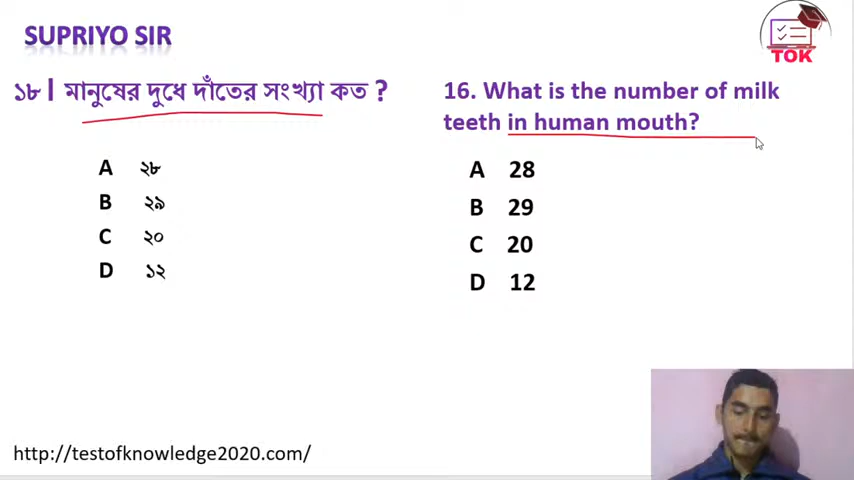 SUPRIYO SIR
TOK
১৮। মানুষের দুধে দাঁতের সংখ্যা কত ?
A ২৮
B ২৯
C ২০
D ১২
16. What is the number of milk
teeth in human mouth?
A 28
B 29
C 20
D 12
http://testofknowledge2020.com/